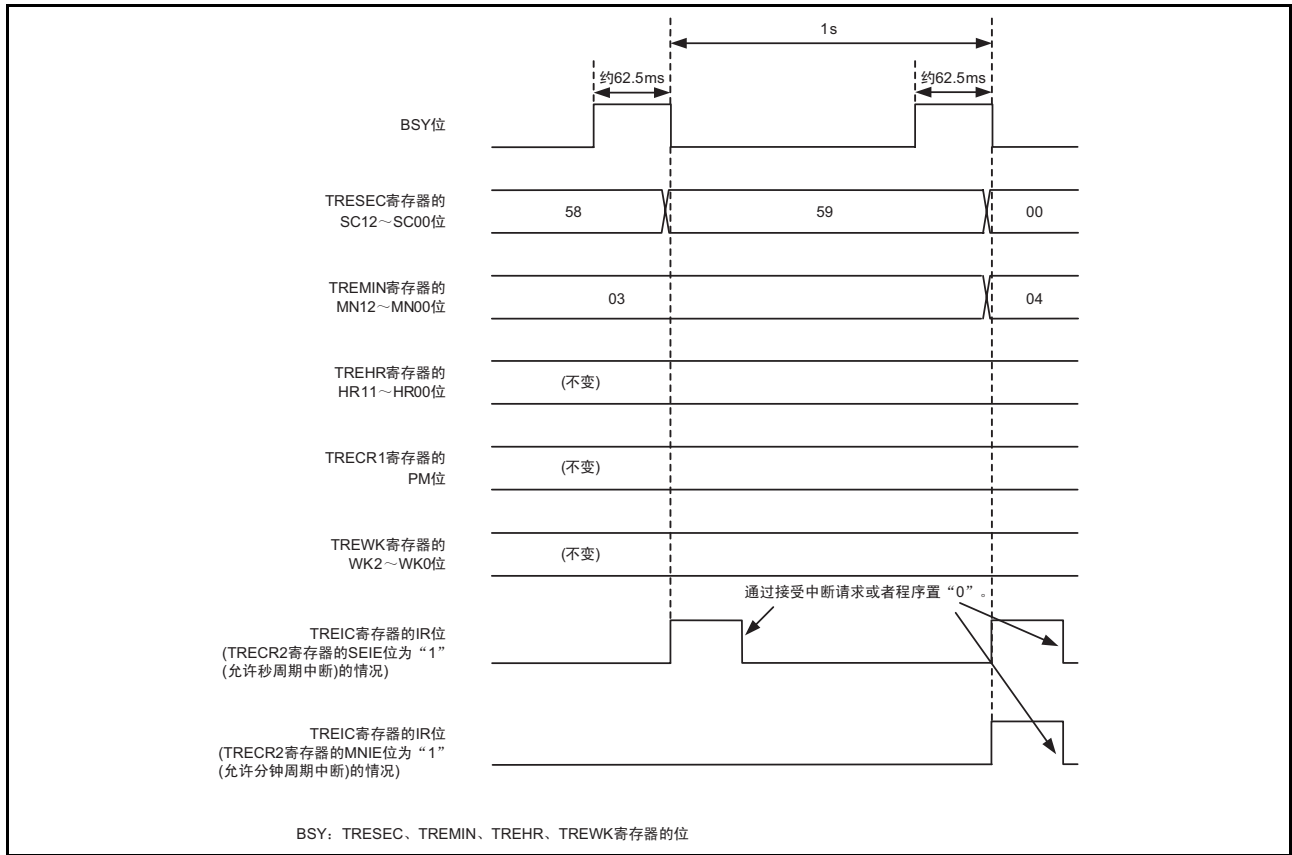 1s
约62.5ms
约62.5ms
BSY位
TRESEC寄存器的
SC12～SC00位
58
59
00
TREMIN寄存器的
MN12～MN00位
03
04
TREHR寄存器的
HR11～HR00位
(不变)
TRECR1寄存器的
PM位
(不变)
TREWK寄存器的
WK2～WK0位
(不变)
通过接受中断请求或者程序置“0”。
TREIC寄存器的IR位
(TRECR2寄存器的SEIE位为“1”
(允许秒周期中断)的情况)
TREIC寄存器的IR位
(TRECR2寄存器的MNIE位为“1”
(允许分钟周期中断)的情况)
BSY：TRESEC、TREMIN、TREHR、TREWK寄存器的位